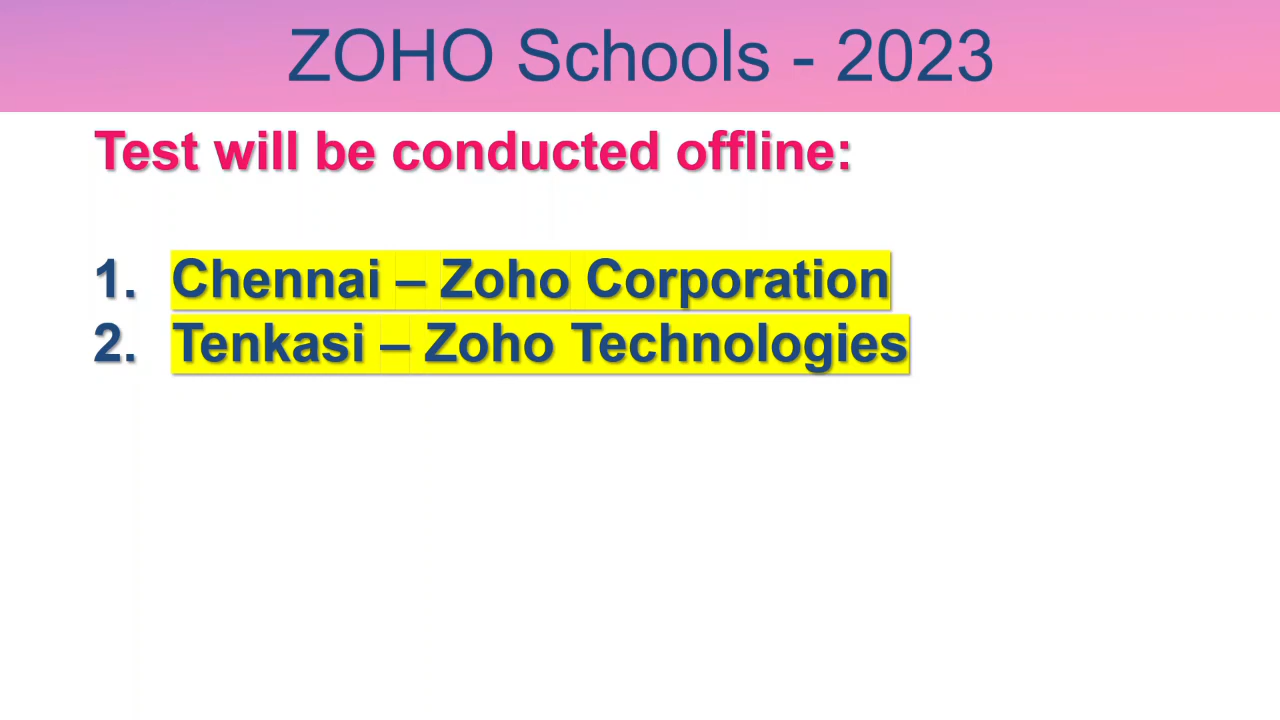 ZOHO Schools - 2023
Test will be conducted offline:
1. Chennai – Zoho Corporation
2. Tenkasi – Zoho Technologies